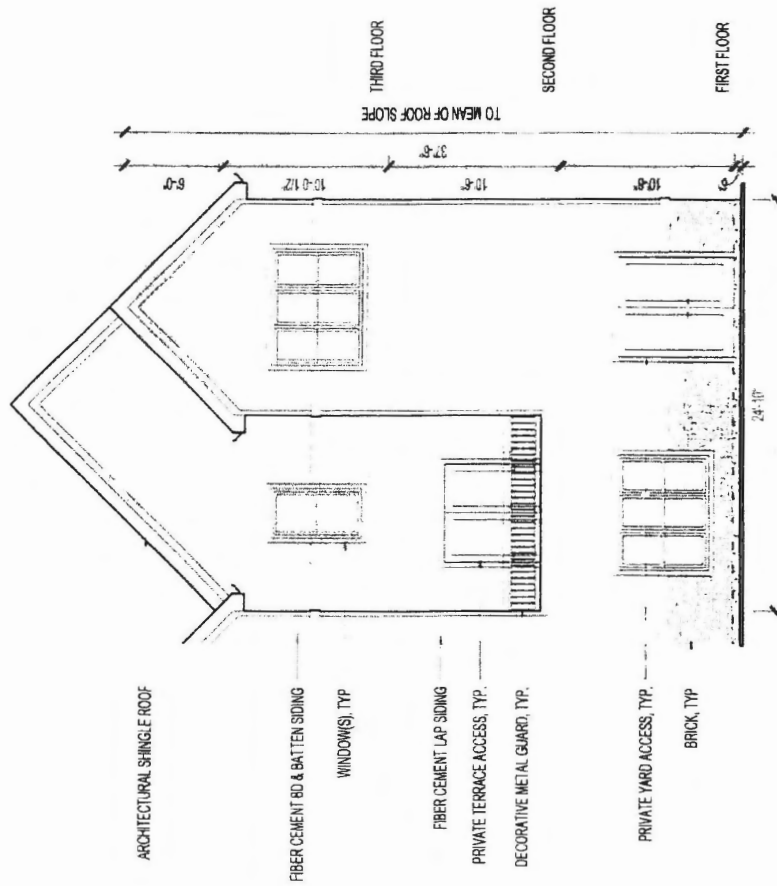 ARCHITECTURAL SHINGLE ROOF
FIBER CEMENT BD & BATTEN SIDING
WINDOW(S), TYP
FIBER CEMENT LAP SIDING
PRIVATE TERRACE ACCESS, TYP.
DECORATIVE METAL GUARD, TYP.
PRIVATE YARD ACCESS, TYP.
BRICK, TYP
6'-0"
10'-0 1/2"
10'-6"
10'-6"
6"
37'-6"
TO MEAN OF ROOF SLOPE
THIRD FLOOR
SECOND FLOOR
FIRST FLOOR
24'-10"